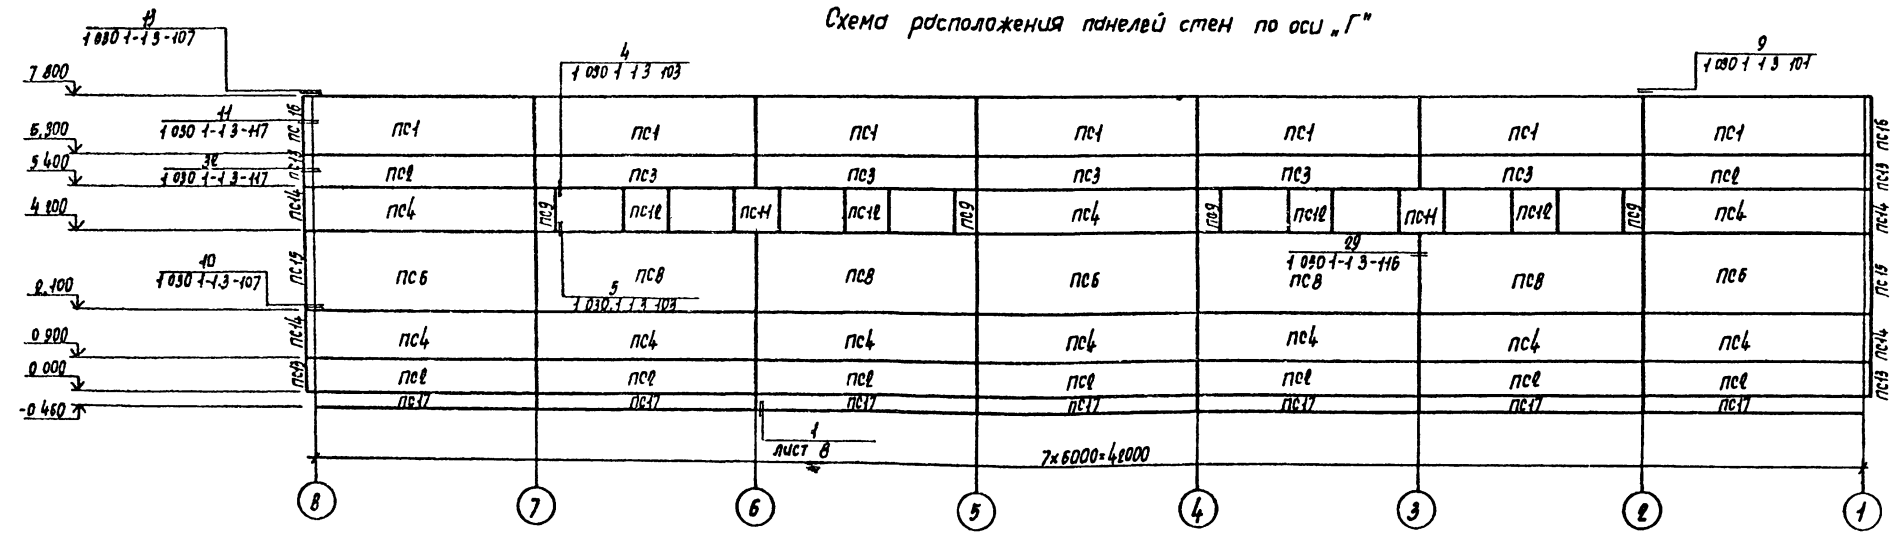 Схема расположения панелей стен по оси „Г"
13
1 030 1-1 3-107
4
1 030 1 1 3 103
9
1 030 1 1 3 101
7 800
11
1 030 1-1 3-117
6,300
32
1 030 1-1 3-117
5 400
4 200
10
1 030 1-1.3-107
2,100
0 900
0 000
-0 460
ПС16 ПС1 ПС1 ПС1 ПС1 ПС1 ПС1 ПС1 ПС16
ПС13 ПС2 ПС3 ПС3 ПС3 ПС3 ПС3 ПС2 ПС13
ПС14 ПС4 ПС9 ПС12 ПС11 ПС12 ПС9 ПС4 ПС9 ПС12 ПС11 ПС12 ПС9 ПС4 ПС14
29
1 030 1-1 3-116
ПС15 ПС6 ПС8 ПС8 ПС6 ПС8 ПС8 ПС6 ПС15
5
1 030.1 1 3 103
ПС14 ПС4 ПС4 ПС4 ПС4 ПС4 ПС4 ПС4 ПС14
ПС13 ПС2 ПС2 ПС2 ПС2 ПС2 ПС2 ПС2 ПС13
ПС17 ПС17 ПС17 ПС17 ПС17 ПС17 ПС17
1
лист 8
7×6000=42000
8 7 6 5 4 3 2 1